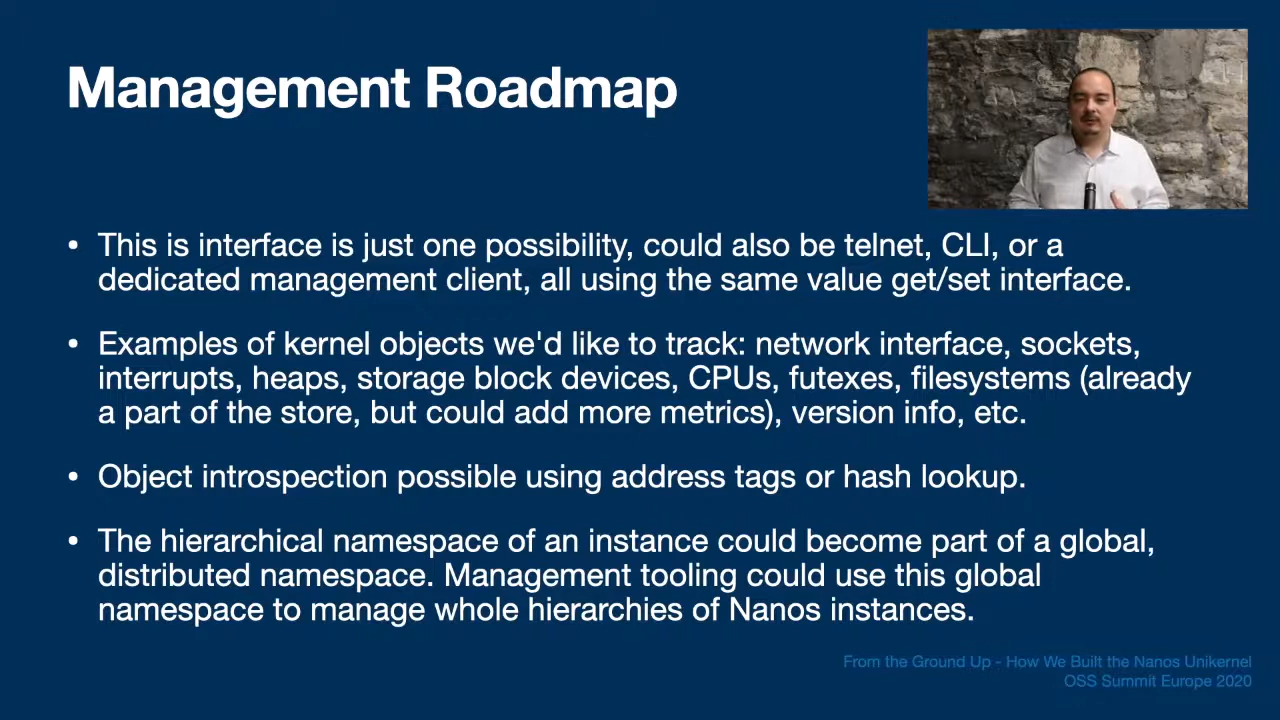 Management Roadmap
• This is interface is just one possibility, could also be telnet, CLI, or a
dedicated management client, all using the same value get/set interface.
• Examples of kernel objects we'd like to track: network interface, sockets,
interrupts, heaps, storage block devices, CPUs, futexes, filesystems (already
a part of the store, but could add more metrics), version info, etc.
• Object introspection possible using address tags or hash lookup.
• The hierarchical namespace of an instance could become part of a global,
distributed namespace. Management tooling could use this global
namespace to manage whole hierarchies of Nanos instances.
From the Ground Up - How We Built the Nanos Unikernel
OSS Summit Europe 2020